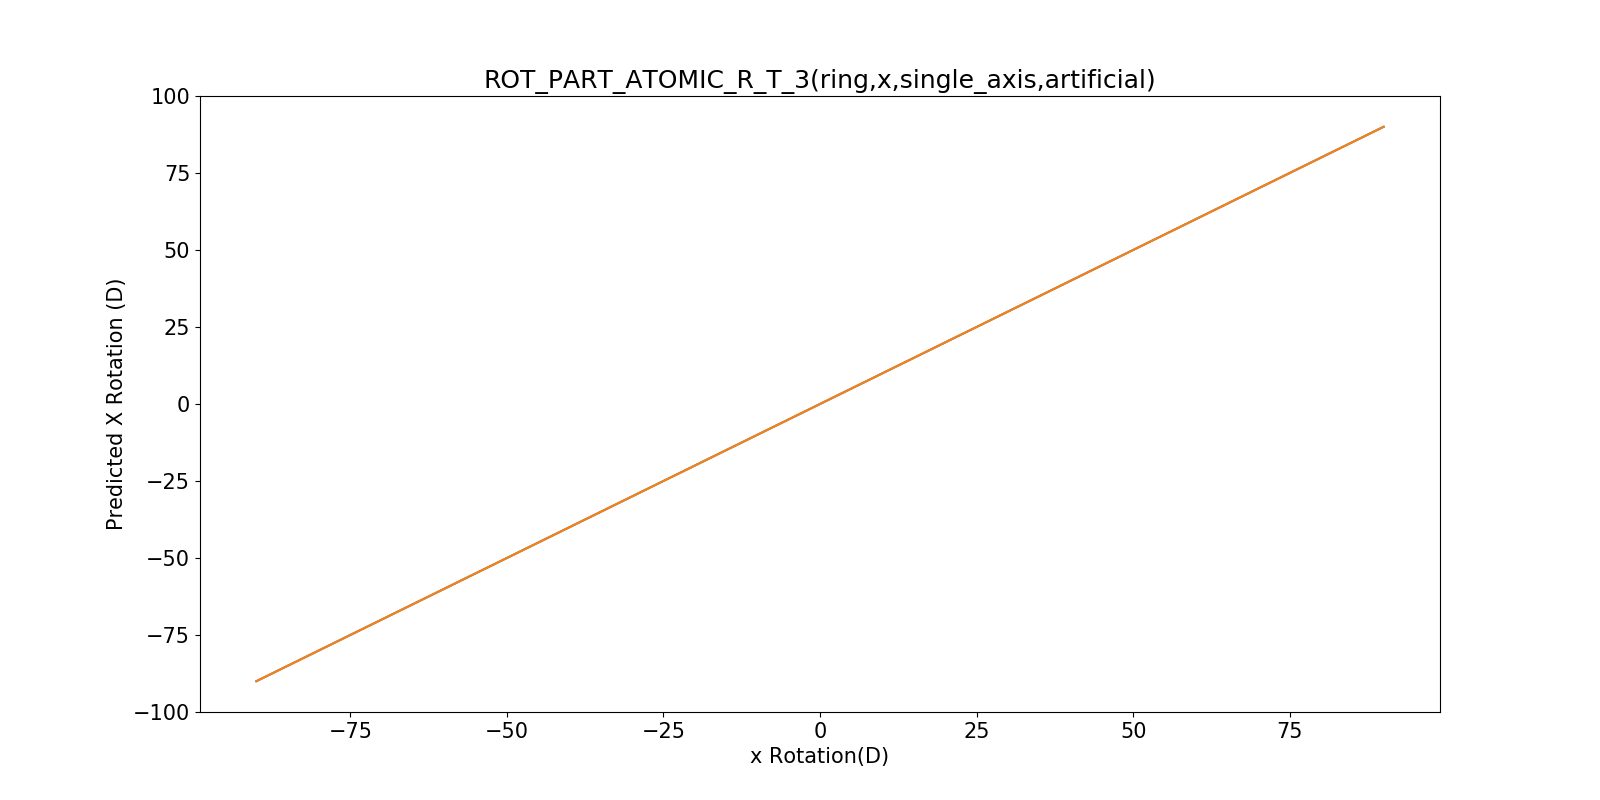 ROT_PART_ATOMIC_R_T_3(ring,x,single_axis,artificial)
100
75
50
25
0
−25
−50
−75
−100
Predicted X Rotation (D)
−75 −50 −25 0 25 50 75
x Rotation(D)